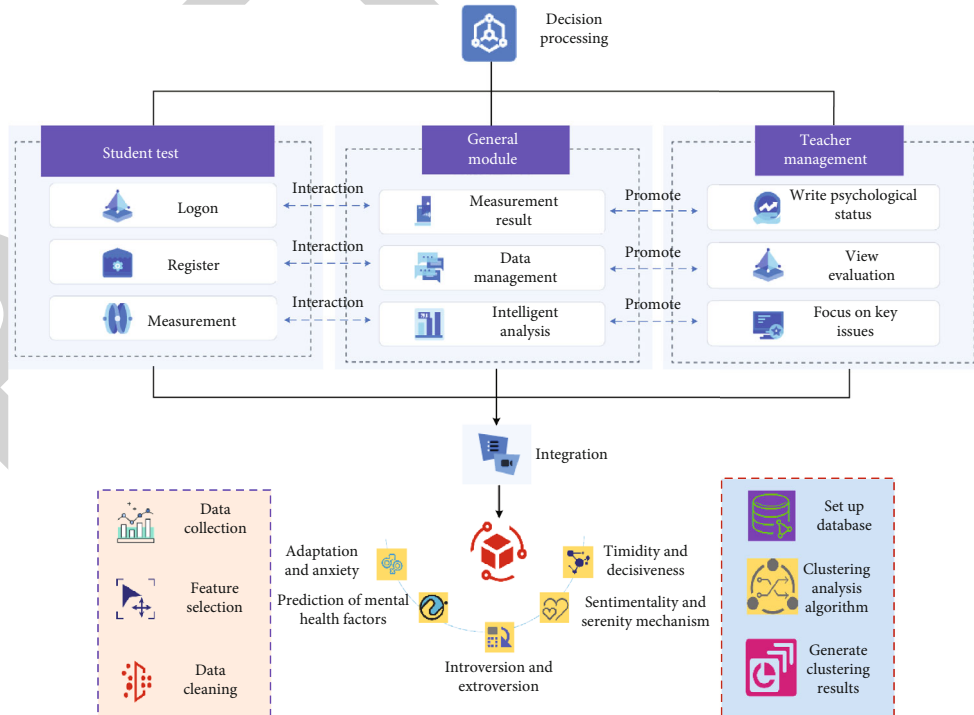 Decision
processing
Student test
General
module
Teacher
management
Logon
Interaction
Measurement
result
Promote
Write psychological
status
Register
Interaction
Data
management
Promote
View
evaluation
Measurement
Interaction
Intelligent
analysis
Promote
Focus on key
issues
Integration
Data
collection
Feature
selection
Data
cleaning
Adaptation
and anxiety
Prediction of mental
health factors
Introversion and
extroversion
Timidity and
decisiveness
Sentimentality and
serenity mechanism
Set up
database
Clustering
analysis
algorithm
Generate
clustering
results